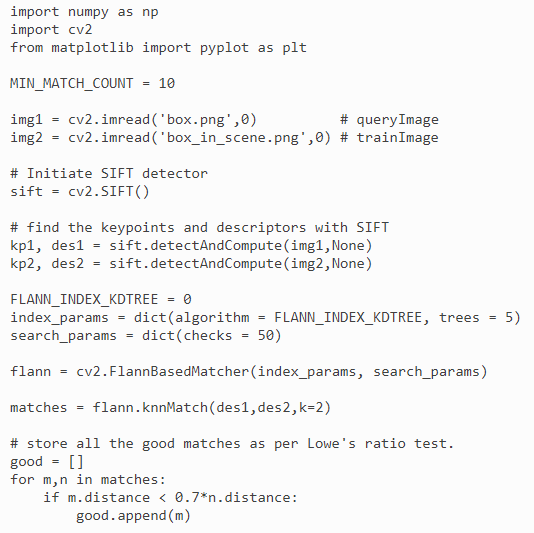 import numpy as np
import cv2
from matplotlib import pyplot as plt

MIN_MATCH_COUNT = 10

img1 = cv2.imread('box.png',0)          # queryImage
img2 = cv2.imread('box_in_scene.png',0) # trainImage

# Initiate SIFT detector
sift = cv2.SIFT()

# find the keypoints and descriptors with SIFT
kp1, des1 = sift.detectAndCompute(img1,None)
kp2, des2 = sift.detectAndCompute(img2,None)

FLANN_INDEX_KDTREE = 0
index_params = dict(algorithm = FLANN_INDEX_KDTREE, trees = 5)
search_params = dict(checks = 50)

flann = cv2.FlannBasedMatcher(index_params, search_params)

matches = flann.knnMatch(des1,des2,k=2)

# store all the good matches as per Lowe's ratio test.
good = []
for m,n in matches:
    if m.distance < 0.7*n.distance:
        good.append(m)